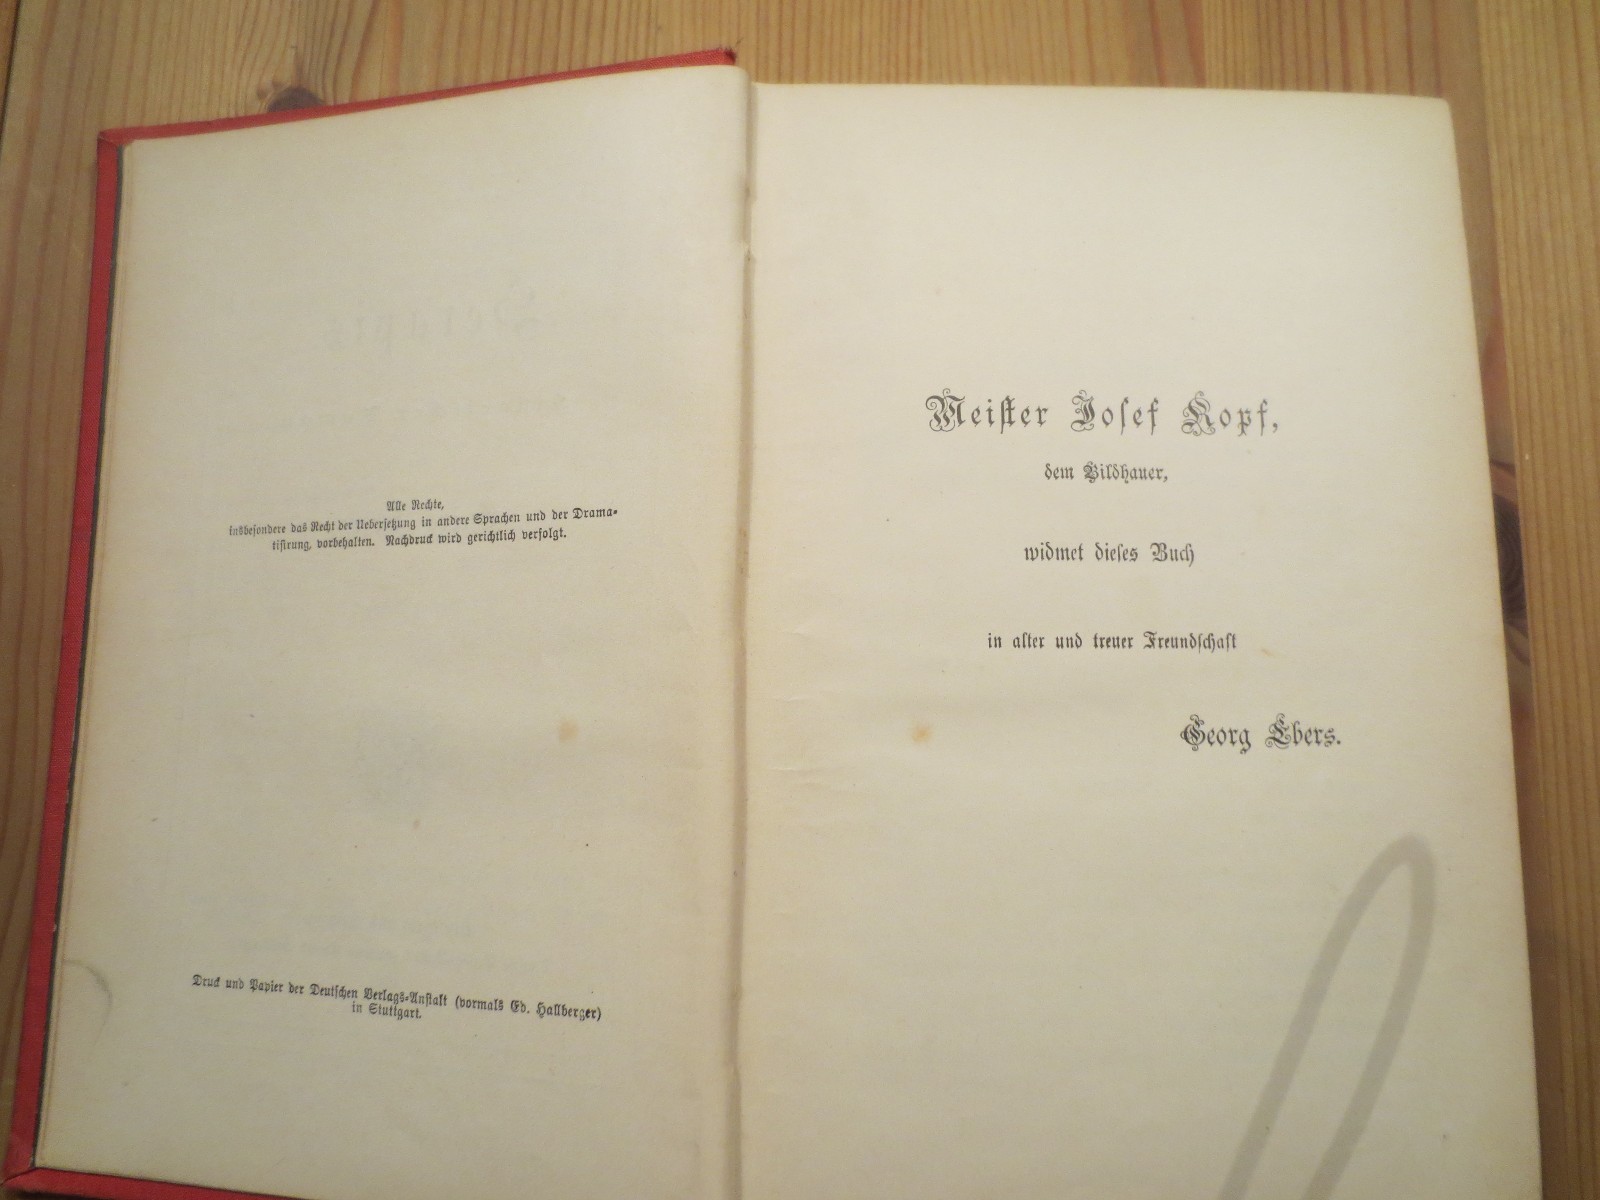 Alle Rechte,
insbesondere das Recht der Uebersetzung in andere Sprachen und der Drama-
tisirung, vorbehalten. Nachdruck wird gerichtlich verfolgt.
Druck und Papier der Deutschen Verlags-Anstalt (vormals Ed. Hallberger)
in Stuttgart.
Meister Josef Kopf,
dem Bildhauer,
widmet dieses Buch
in alter und treuer Freundschaft
Georg Ebers.